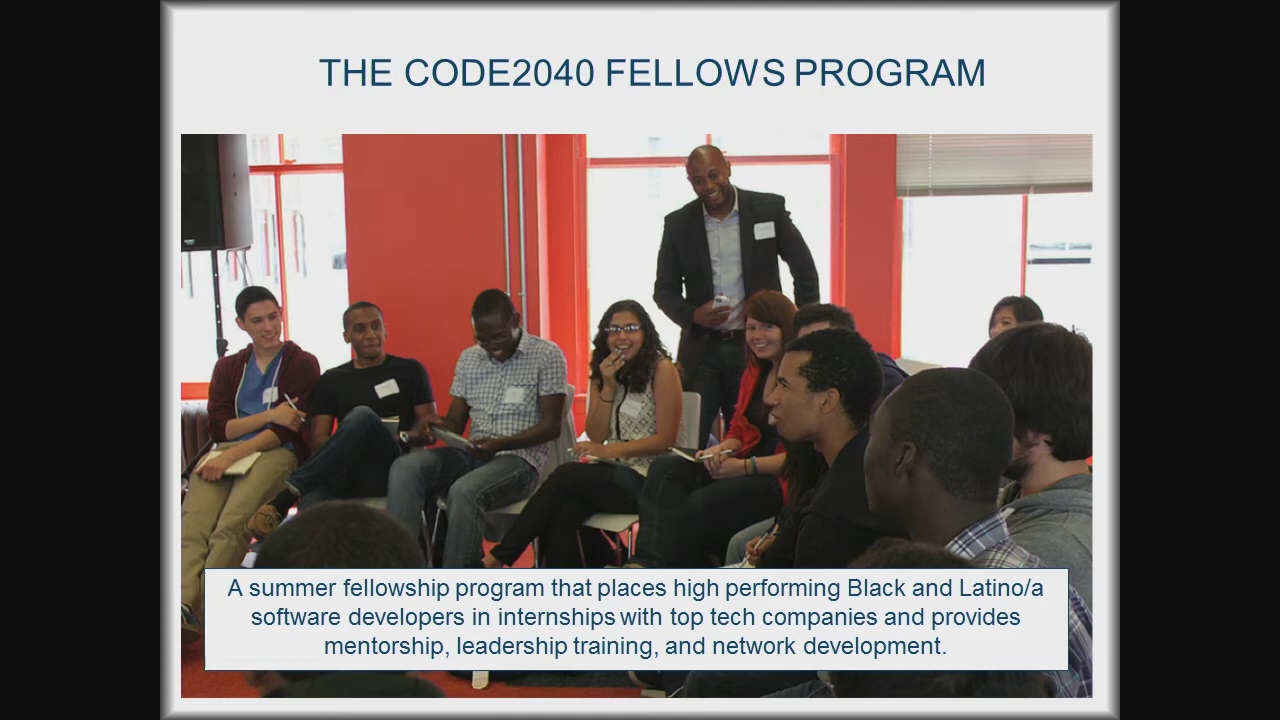 THE CODE2040 FELLOWS PROGRAM
A summer fellowship program that places high performing Black and Latino/a
software developers in internships with top tech companies and provides
mentorship, leadership training, and network development.